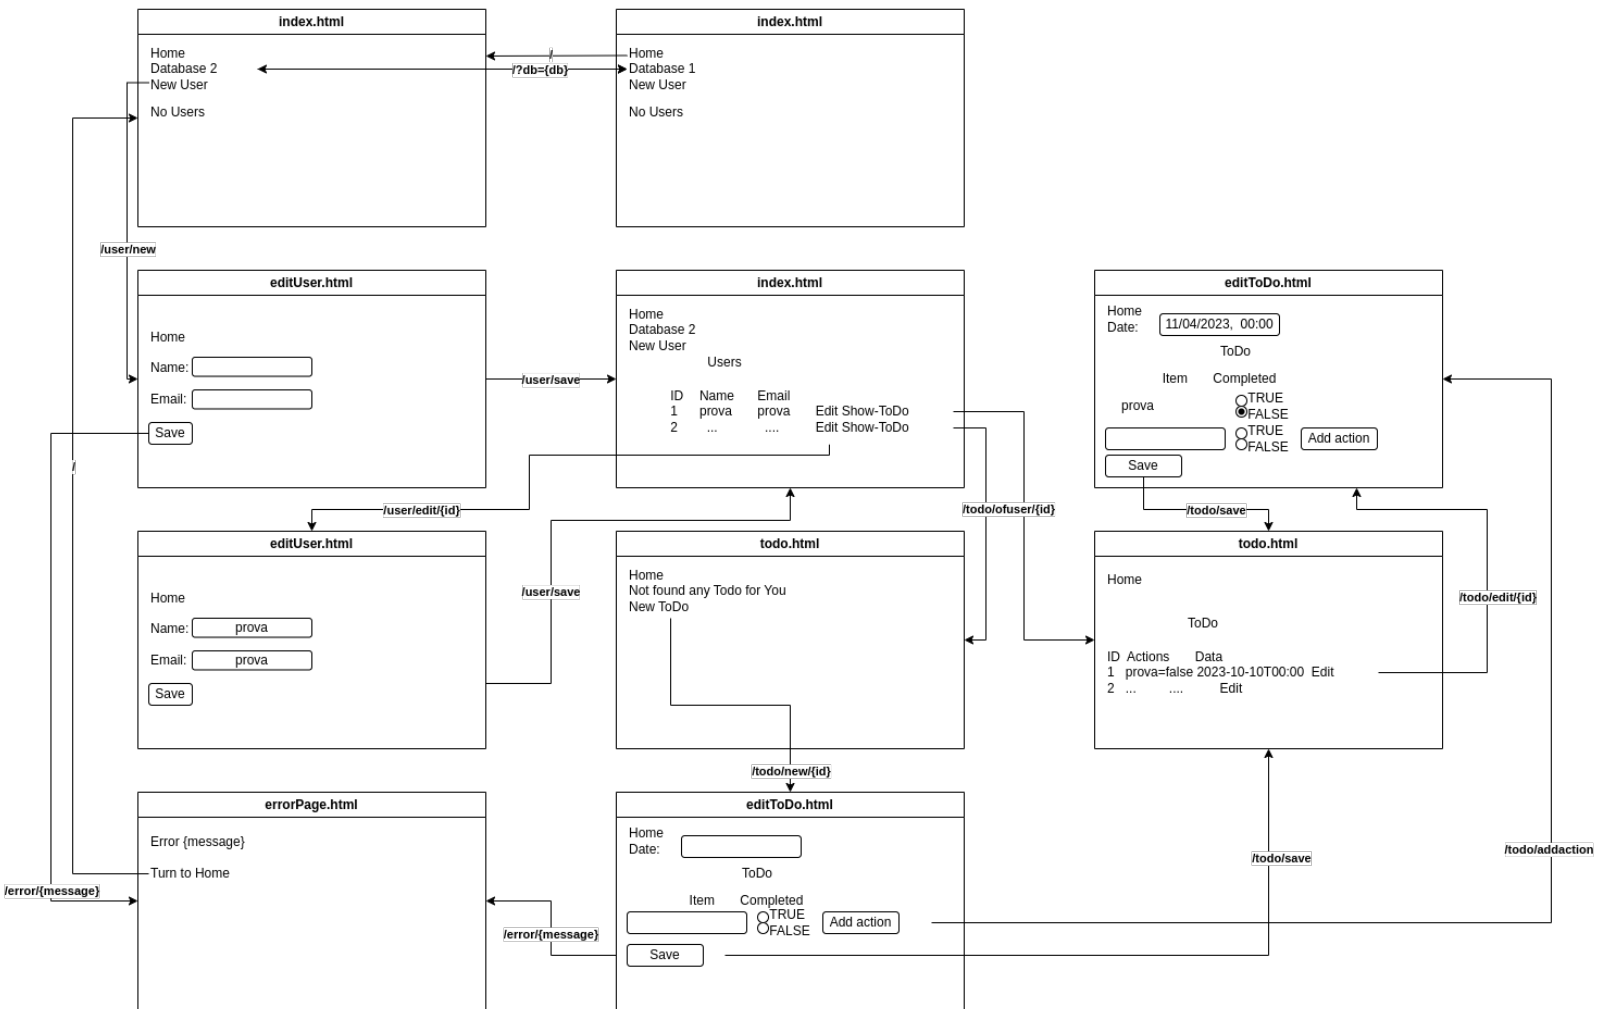 index.html
Home
Database 2
New User
No Users
index.html
Home
Database 1
New User
No Users
/
/?db={db}
/user/new
editUser.html
Home
Name:
Email:
Save
/user/save
index.html
Home
Database 2
New User
Users
ID Name Email
1 prova prova Edit Show-ToDo
2 ... .... Edit Show-ToDo
editToDo.html
Home
Date: 11/04/2023, 00:00
ToDo
Item Completed
prova
TRUE
FALSE
TRUE
FALSE
Add action
Save
/
/user/edit/{id}
/todo/ofuser/{id}
/todo/save
editUser.html
Home
Name: prova
Email: prova
Save
/user/save
todo.html
Home
Not found any Todo for You
New ToDo
todo.html
Home
ToDo
ID Actions Data
1 prova=false 2023-10-10T00:00 Edit
2 ... .... Edit
/todo/edit/{id}
/todo/new/{id}
errorPage.html
Error {message}
Turn to Home
/error/{message}
editToDo.html
Home
Date:
ToDo
Item Completed
TRUE
FALSE
Add action
Save
/error/{message}
/todo/save
/todo/addaction